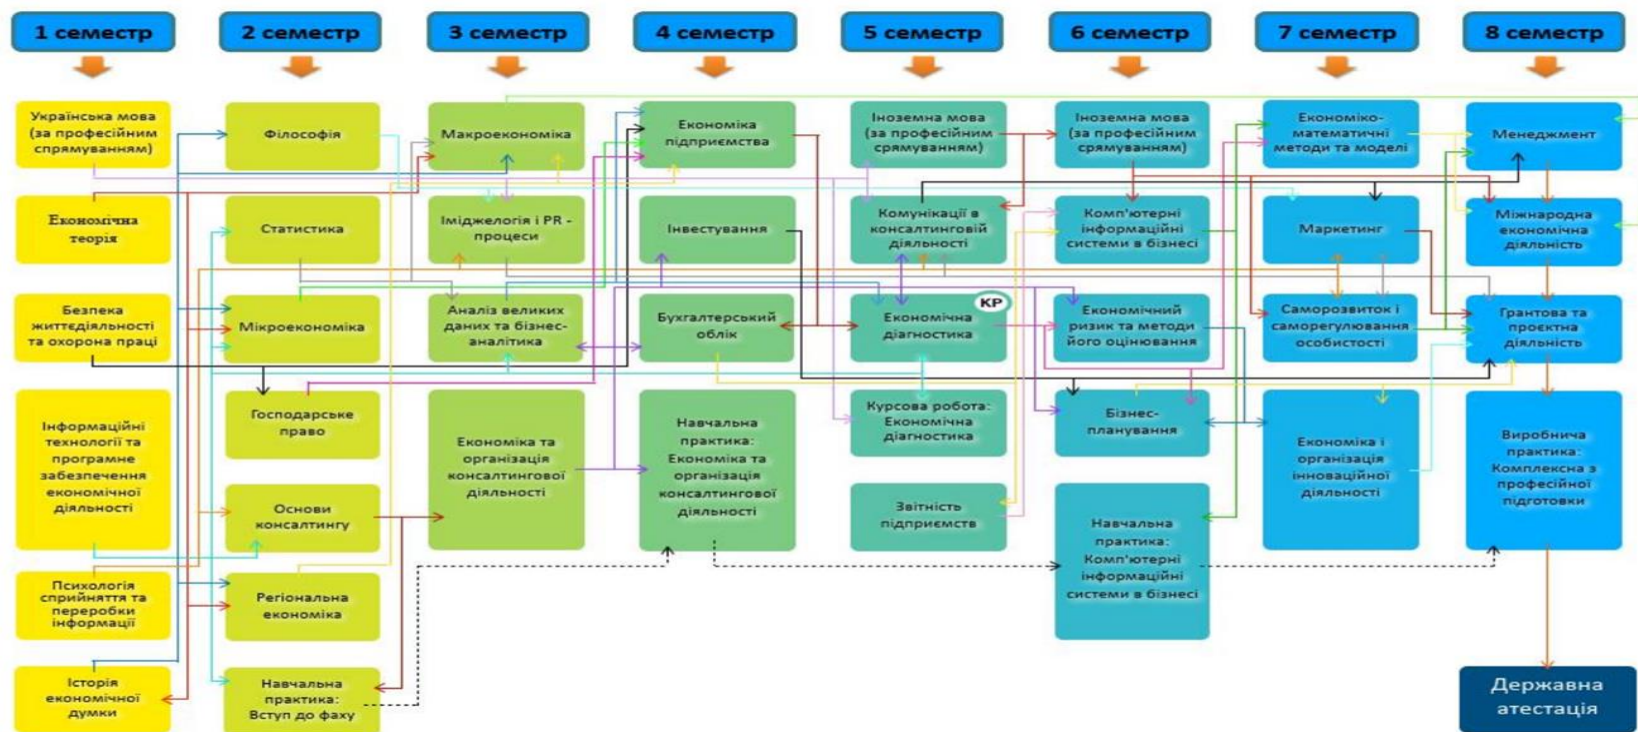 1 семестр
2 семестр
3 семестр
4 семестр
5 семестр
6 семестр
7 семестр
8 семестр
Українська мова
(за професійним
спрямуванням)
Економічна
теорія
Безпека
життєдіяльності
та охорона праці
Інформаційні
технології та
програмне
забезпечення
економічної
діяльності
Психологія
сприйняття та
переробки
інформації
Історія
економічної
думки
Філософія
Статистика
Мікроекономіка
Господарське
право
Основи
консалтингу
Регіональна
економіка
Навчальна
практика:
Вступ до фаху
Макроекономіка
Іміджелогія і PR -
процеси
Аналіз великих
даних та бізнес-
аналітика
Економіка та
організація
консалтингової
діяльності
Економіка
підприємства
Інвестування
Бухгалтерський
облік
Навчальна
практика:
Економіка та
організація
консалтингової
діяльності
Іноземна мова
(за професійним
срямуванням)
Комунікації в
консалтинговій
діяльності
КР
Економічна
діагностика
Курсова робота:
Економічна
діагностика
Звітність
підприємств
Іноземна мова
(за професійним
срямуванням)
Комп'ютерні
інформаційні
системи в бізнесі
Економічний
ризик та методи
його оцінювання
Бізнес-
планування
Навчальна
практика:
Комп'ютерні
інформаційні
системи в бізнесі
Економіко-
математичні
методи та моделі
Маркетинг
Саморозвиток і
саморегулювання
особистості
Економіка і
організація
інноваційної
діяльності
Менеджмент
Міжнародна
економічна
діяльність
Грантова та
проєктна
діяльність
Виробнича
практика:
Комплексна з
професійної
підготовки
Державна
атестація